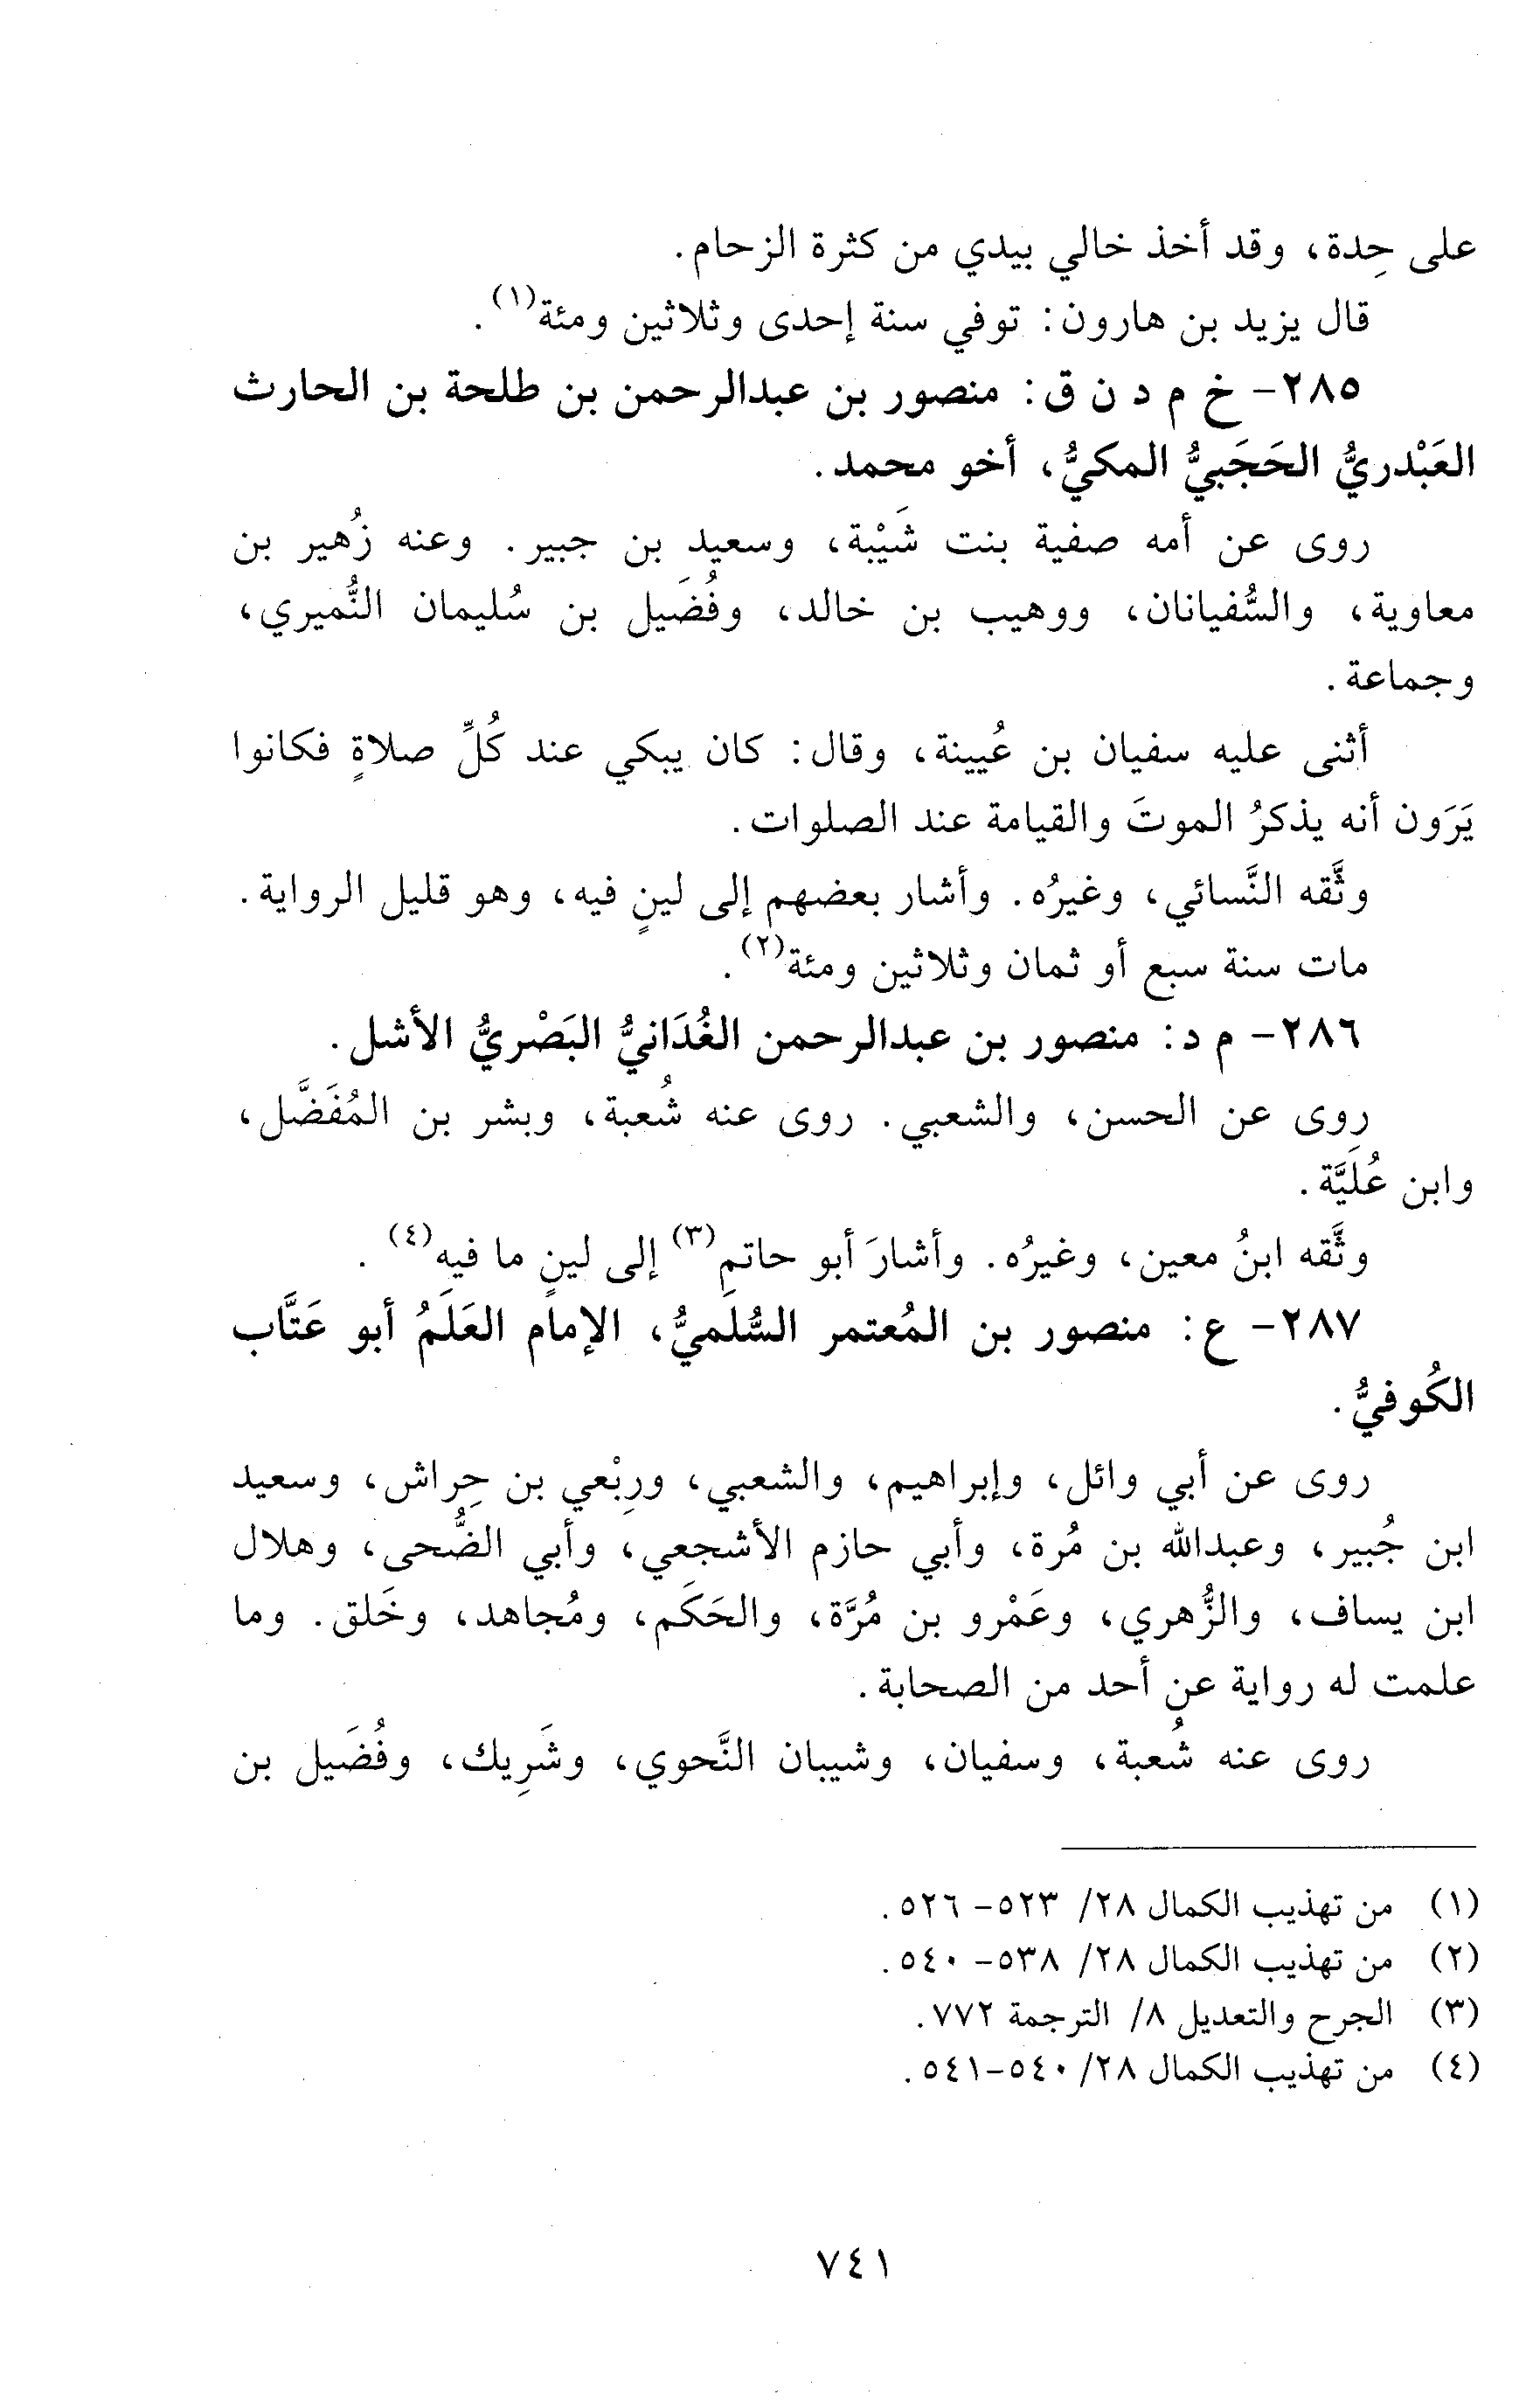 على حِدة، وقد أخذ خالي بيدي من كثرة الزحام.
قال يزيد بن هارون: توفي سنة إحدى وثلاثين ومئة(١).
٢٨٥- خ م د ن ق: منصور بن عبدالرحمن بن طلحة بن الحارث
العَبْدريُّ الحَجَبيُّ المكيُّ، أخو محمد.
روى عن أمه صفية بنت شَيْبة، وسعيد بن جبير. وعنه زُهير بن
معاوية، والسُّفيانان، ووهيب بن خالد، وفُضَيل بن سُليمان النُّميري،
وجماعة.
أثنى عليه سفيان بن عُيينة، وقال: كان يبكي عند كُلِّ صلاةٍ فكانوا
يَرَون أنه يذكرُ الموتَ والقيامة عند الصلوات.
وثَّقه النَّسائي، وغيرُه. وأشار بعضهم إلى لينٍ فيه، وهو قليل الرواية.
مات سنة سبع أو ثمان وثلاثين ومئة(٢).
٢٨٦- م د: منصور بن عبدالرحمن الغُدَانيُّ البَصْريُّ الأشل.
روى عن الحسن، والشعبي. روى عنه شُعبة، وبشر بن المُفَضَّل،
وابن عُلَيَّة.
وثَّقه ابنُ معين، وغيرُه. وأشارَ أبو حاتمِ(٣) إلى لينٍ ما فيه(٤).
٢٨٧- ع: منصور بن المُعتمر السُّلَميُّ، الإمام العَلَمُ أبو عَتَّاب
الكُوفيُّ.
روى عن أبي وائل، وإبراهيم، والشعبي، ورِبْعي بن حِراش، وسعيد
ابن جُبير، وعبدالله بن مُرة، وأبي حازم الأشجعي، وأبي الضُّحى، وهلال
ابن يساف، والزُّهري، وعَمْرو بن مُرَّة، والحَكَم، ومُجاهد، وخَلق. وما
علمت له رواية عن أحد من الصحابة.
روى عنه شُعبة، وسفيان، وشيبان النَّحوي، وشَرِيك، وفُضَيل بن
(١) من تهذيب الكمال ٢٨/ ٥٢٣- ٥٢٦.
(٢) من تهذيب الكمال ٢٨/ ٥٣٨- ٥٤٠.
(٣) الجرح والتعديل ٨/ الترجمة ٧٧٢.
(٤) من تهذيب الكمال ٢٨/ ٥٤٠-٥٤١.
٧٤١